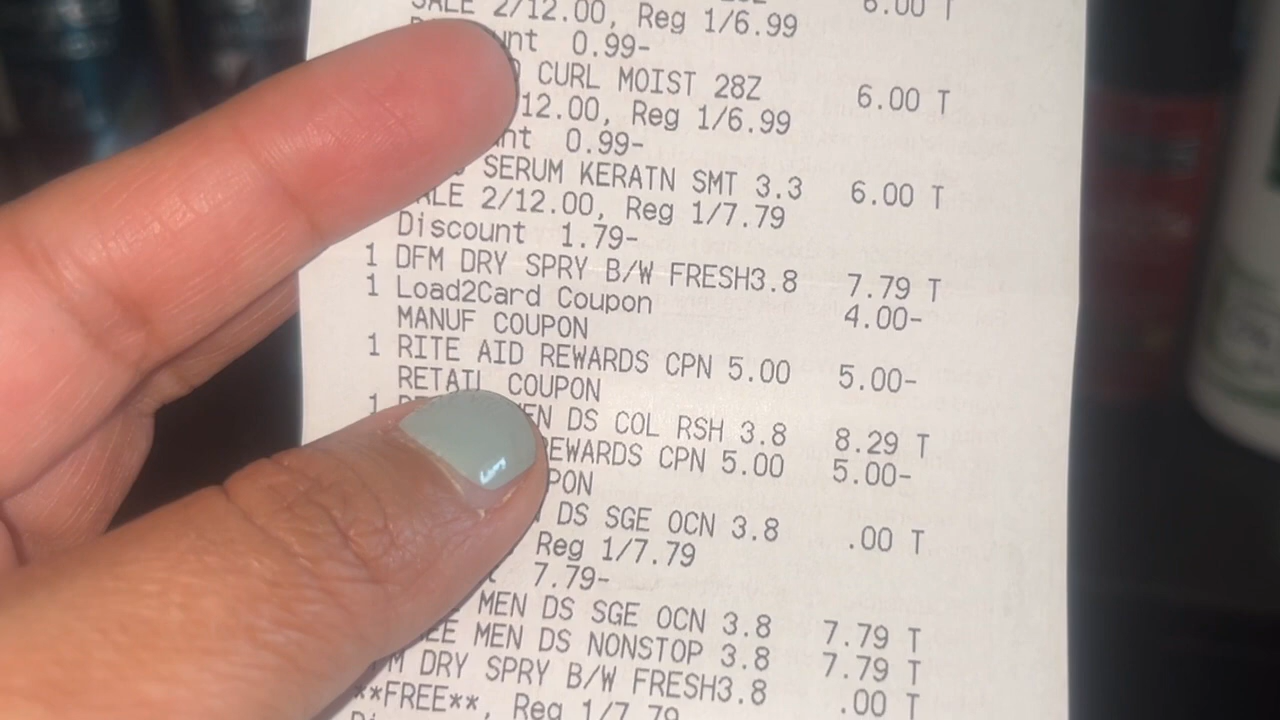 6.00 T
SALE 2/12.00, Reg 1/6.99
0.99-
CURL MOIST 28Z 6.00 T
12.00, Reg 1/6.99
0.99-
SERUM KERATN SMT 3.3 6.00 T
2/12.00, Reg 1/7.79
Discount 1.79-
1 DFM DRY SPRY B/W FRESH3.8 7.79 T
1 Load2Card Coupon 4.00-
MANUF COUPON
1 RITE AID REWARDS CPN 5.00 5.00-
RETAIL COUPON
1 DS COL RSH 3.8 8.29 T
CPN 5.00 5.00-
DS SGE OCN 3.8 .00 T
Reg 1/7.79
7.79-
MEN DS SGE OCN 3.8 7.79 T
MEN DS NONSTOP 3.8 7.79 T
DRY SPRY B/W FRESH3.8 .00 T
**FREE**, Reg 1/7.79